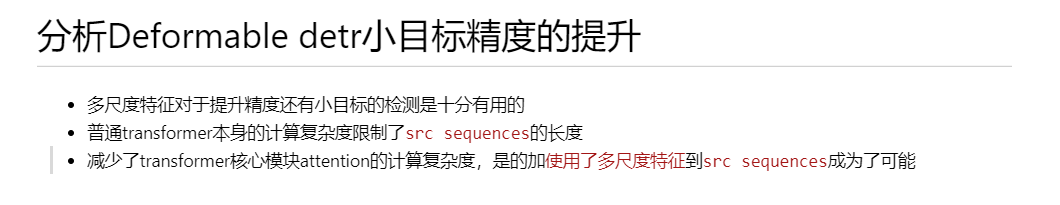 分析Deformable detr小目标精度的提升
多尺度特征对于提升精度还有小目标的检测是十分有用的
普通transformer本身的计算复杂度限制了src sequences的长度
减少了transformer核心模块attention的计算复杂度，是的加使用了多尺度特征到src sequences成为了可能